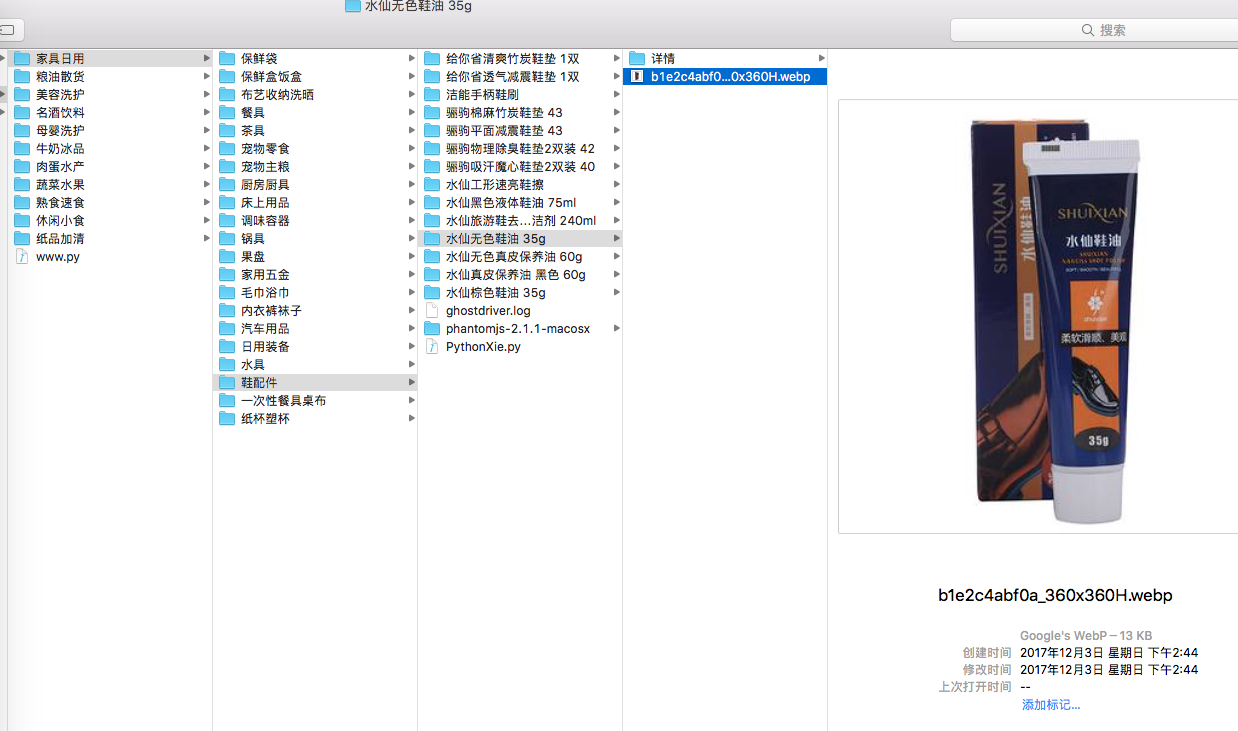 水仙无色鞋油 35g
搜索
家具日用
粮油散货
美容洗护
名酒饮料
母婴洗护
牛奶冰品
肉蛋水产
蔬菜水果
熟食速食
休闲小食
纸品加清
www.py
保鲜袋
保鲜盒饭盒
布艺收纳洗晒
餐具
茶具
宠物零食
宠物主粮
厨房厨具
床上用品
调味容器
锅具
果盘
家用五金
毛巾浴巾
内衣裤袜子
汽车用品
日用装备
水具
鞋配件
一次性餐具桌布
纸杯塑杯
给你省清爽竹炭鞋垫 1双
给你省透气减震鞋垫 1双
洁能手柄鞋刷
骊驹棉麻竹炭鞋垫 43
骊驹平面减震鞋垫 43
骊驹物理除臭鞋垫2双装 42
骊驹吸汗魔心鞋垫2双装 40
水仙工形速亮鞋擦
水仙黑色液体鞋油 75ml
水仙旅游鞋去...洁剂 240ml
水仙无色鞋油 35g
水仙无色真皮保养油 60g
水仙真皮保养油 黑色 60g
水仙棕色鞋油 35g
ghostdriver.log
phantomjs-2.1.1-macosx
PythonXie.py
详情
b1e2c4abf0...0x360H.webp
SHUIXIAN
水仙鞋油
SHUIXIAN
水仙鞋油
SHUIXIAN
NARCISS SHOE POLISH
SOFT / SMOOTH / BEAUTIFUL
shuixian
柔软滑顺、美观
35g
b1e2c4abf0a_360x360H.webp
Google's WebP – 13 KB
创建时间 2017年12月3日 星期日 下午2:44
修改时间 2017年12月3日 星期日 下午2:44
上次打开时间 --
添加标记...